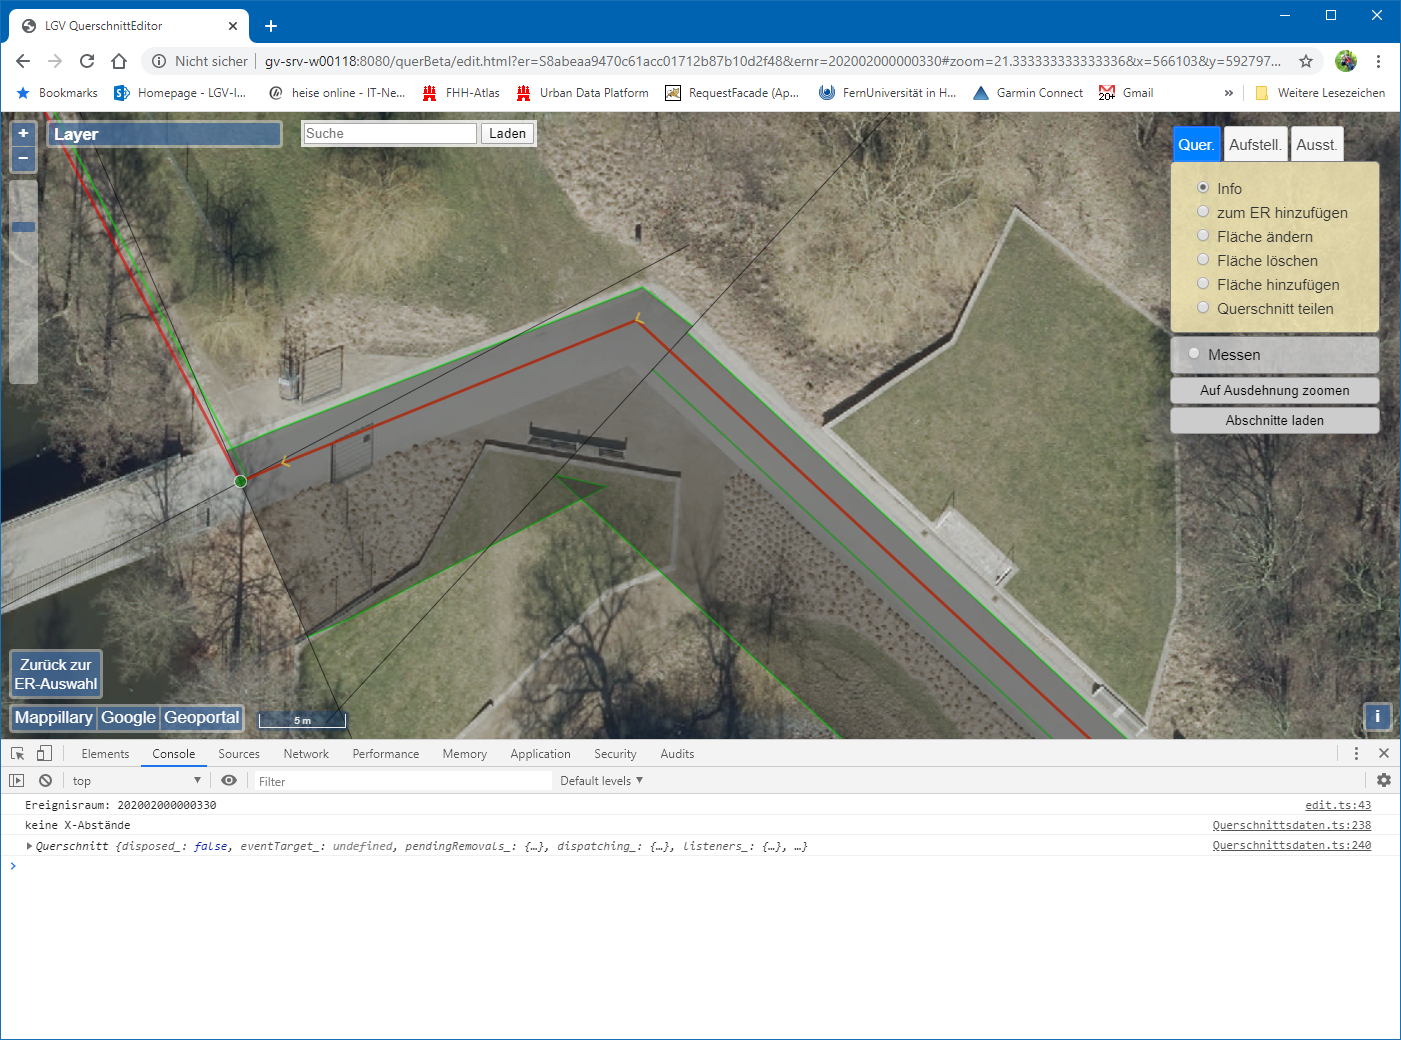 LGV QuerschnittEditor
Nicht sicher
gv-srv-w00118:8080/querBeta/edit.html?er=S8abeaa9470c61acc01712b87b10d2f48&ernr=202002000000330#zoom=21.333333333333336&x=566103&y=592797...
Bookmarks
Homepage - LGV-I...
heise online - IT-Ne...
FHH-Atlas
Urban Data Platform
RequestFacade (Ap...
FernUniversität in H...
Garmin Connect
20+
Gmail
»
Weitere Lesezeichen
+
−
Layer
Suche
Laden
Quer.
Aufstell.
Ausst.
Info
zum ER hinzufügen
Fläche ändern
Fläche löschen
Fläche hinzufügen
Querschnitt teilen
Messen
Auf Ausdehnung zoomen
Abschnitte laden
Zurück zur
ER-Auswahl
Mappillary
Google
Geoportal
5 m
i
Elements
Console
Sources
Network
Performance
Memory
Application
Security
Audits
top
Filter
Default levels
Ereignisraum: 202002000000330
edit.ts:43
keine X-Abstände
Querschnittsdaten.ts:238
Querschnitt {disposed_: false, eventTarget_: undefined, pendingRemovals_: {…}, dispatching_: {…}, listeners_: {…}, …}
Querschnittsdaten.ts:240